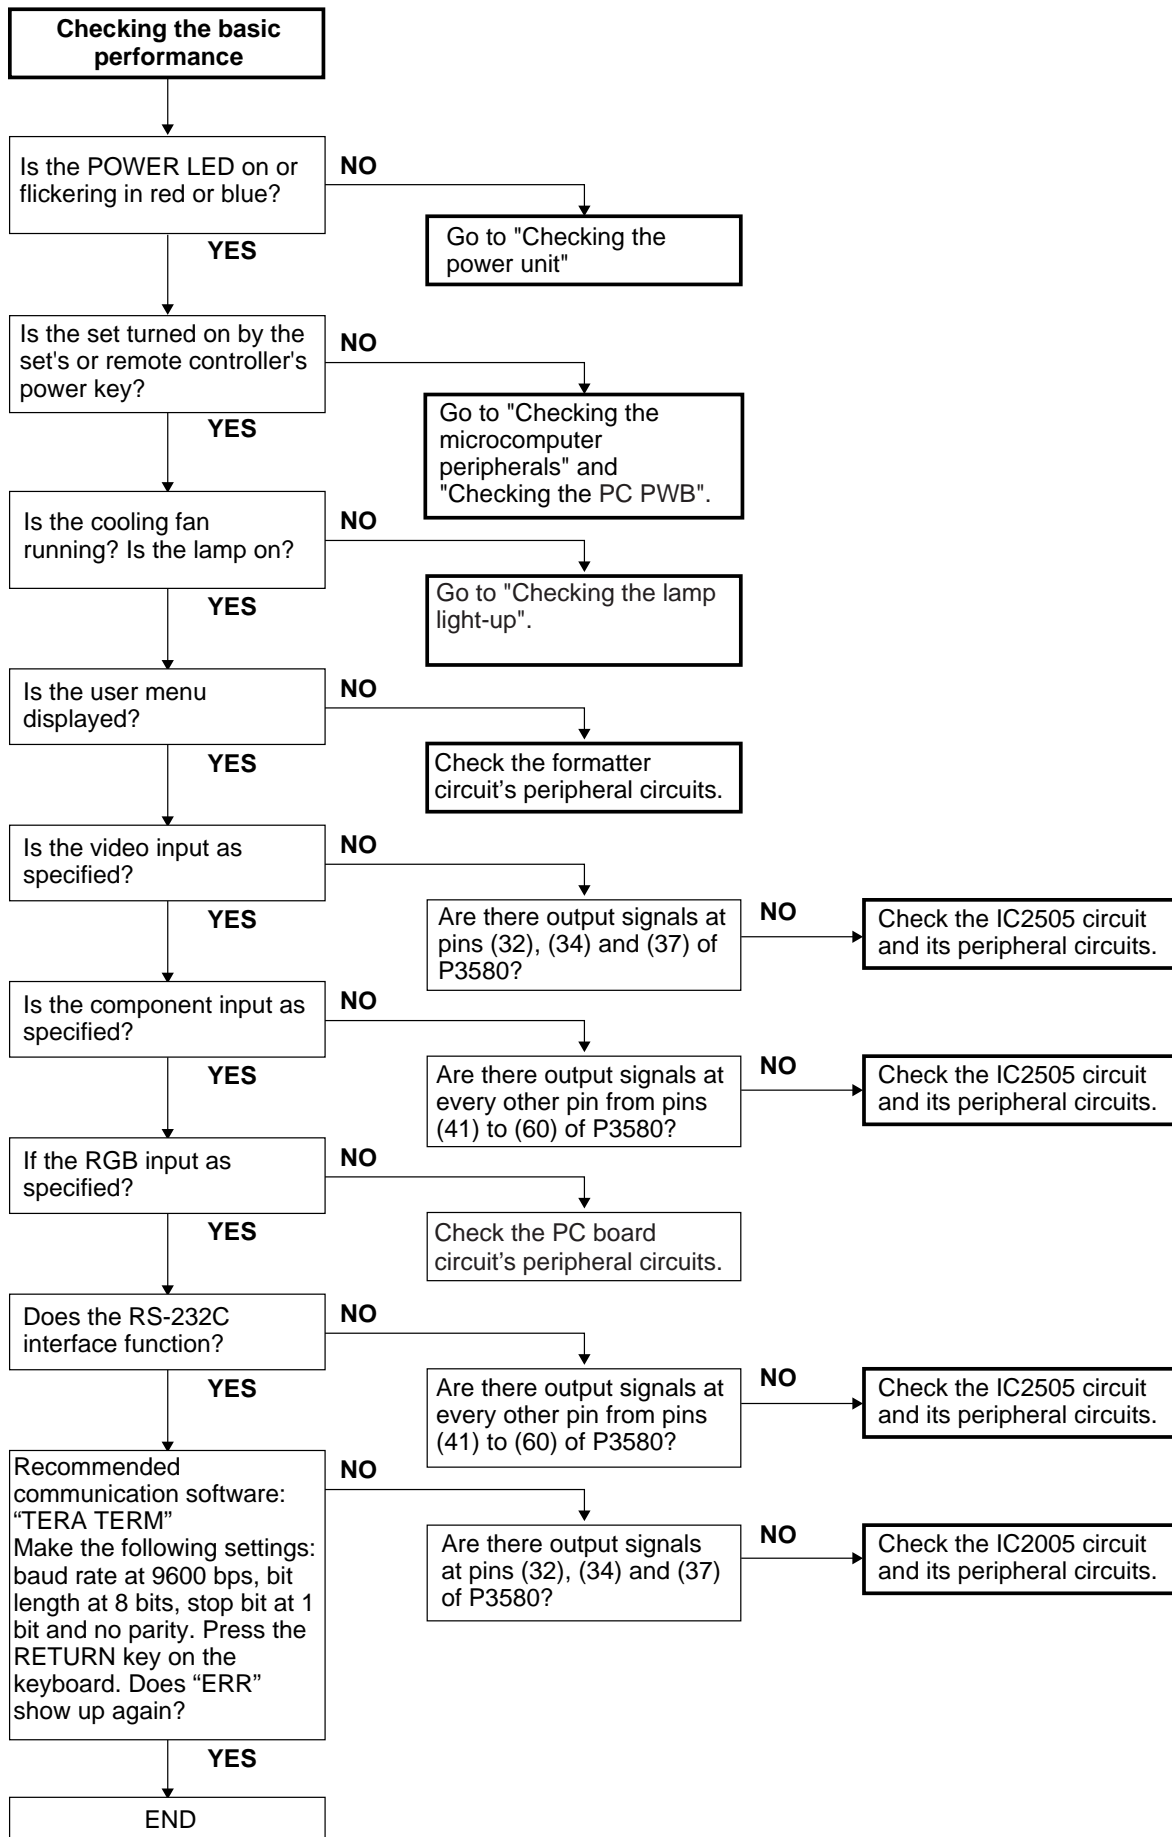 Checking the basic
performance
Is the POWER LED on or
flickering in red or blue?
NO
Go to "Checking the
power unit"
YES
Is the set turned on by the
set's or remote controller's
power key?
NO
Go to "Checking the
microcomputer
peripherals" and
"Checking the PC PWB".
YES
Is the cooling fan
running? Is the lamp on?
NO
Go to "Checking the lamp
light-up".
YES
Is the user menu
displayed?
NO
Check the formatter
circuit’s peripheral circuits.
YES
Is the video input as
specified?
NO
Are there output signals at
pins (32), (34) and (37) of
P3580?
NO
Check the IC2505 circuit
and its peripheral circuits.
YES
Is the component input as
specified?
NO
Are there output signals at
every other pin from pins
(41) to (60) of P3580?
NO
Check the IC2505 circuit
and its peripheral circuits.
YES
If the RGB input as
specified?
NO
Check the PC board
circuit’s peripheral circuits.
YES
Does the RS-232C
interface function?
NO
Are there output signals at
every other pin from pins
(41) to (60) of P3580?
NO
Check the IC2505 circuit
and its peripheral circuits.
YES
Recommended
communication software:
“TERA TERM”
Make the following settings:
baud rate at 9600 bps, bit
length at 8 bits, stop bit at 1
bit and no parity. Press the
RETURN key on the
keyboard. Does “ERR”
show up again?
NO
Are there output signals
at pins (32), (34) and (37)
of P3580?
NO
Check the IC2005 circuit
and its peripheral circuits.
YES
END